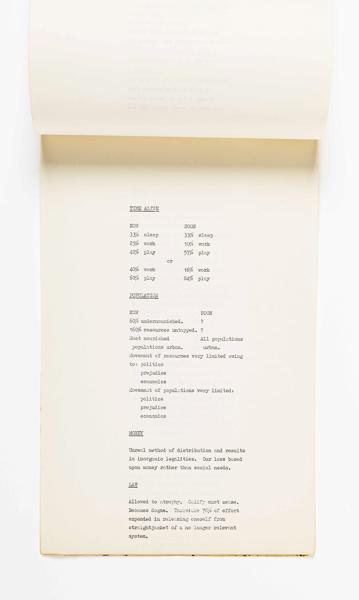 TIME ALIVE
NOW SOON
33% sleep 33% sleep
25% work 10% work
42% play 57% play
or
40% work 16% work
60% play 84% play
POPULATION
NOW SOON
60% undernourished. ?
160% resources untapped. ?
Most nourished All populations
populations urban. urban.
Movement of resources very limited owing
to: politics
prejudice
economics
Movement of populations very limited:
politics
prejudice
economics
MONEY
Unreal method of distribution and results
in inorganic legalities. Our laws based
upon money rather than social needs.
LAW
Allowed to atrophy. Codify must cease.
Becomes dogma. 70% of effort
expended in releasing oneself from
straightjacket of a no longer relevant
system.